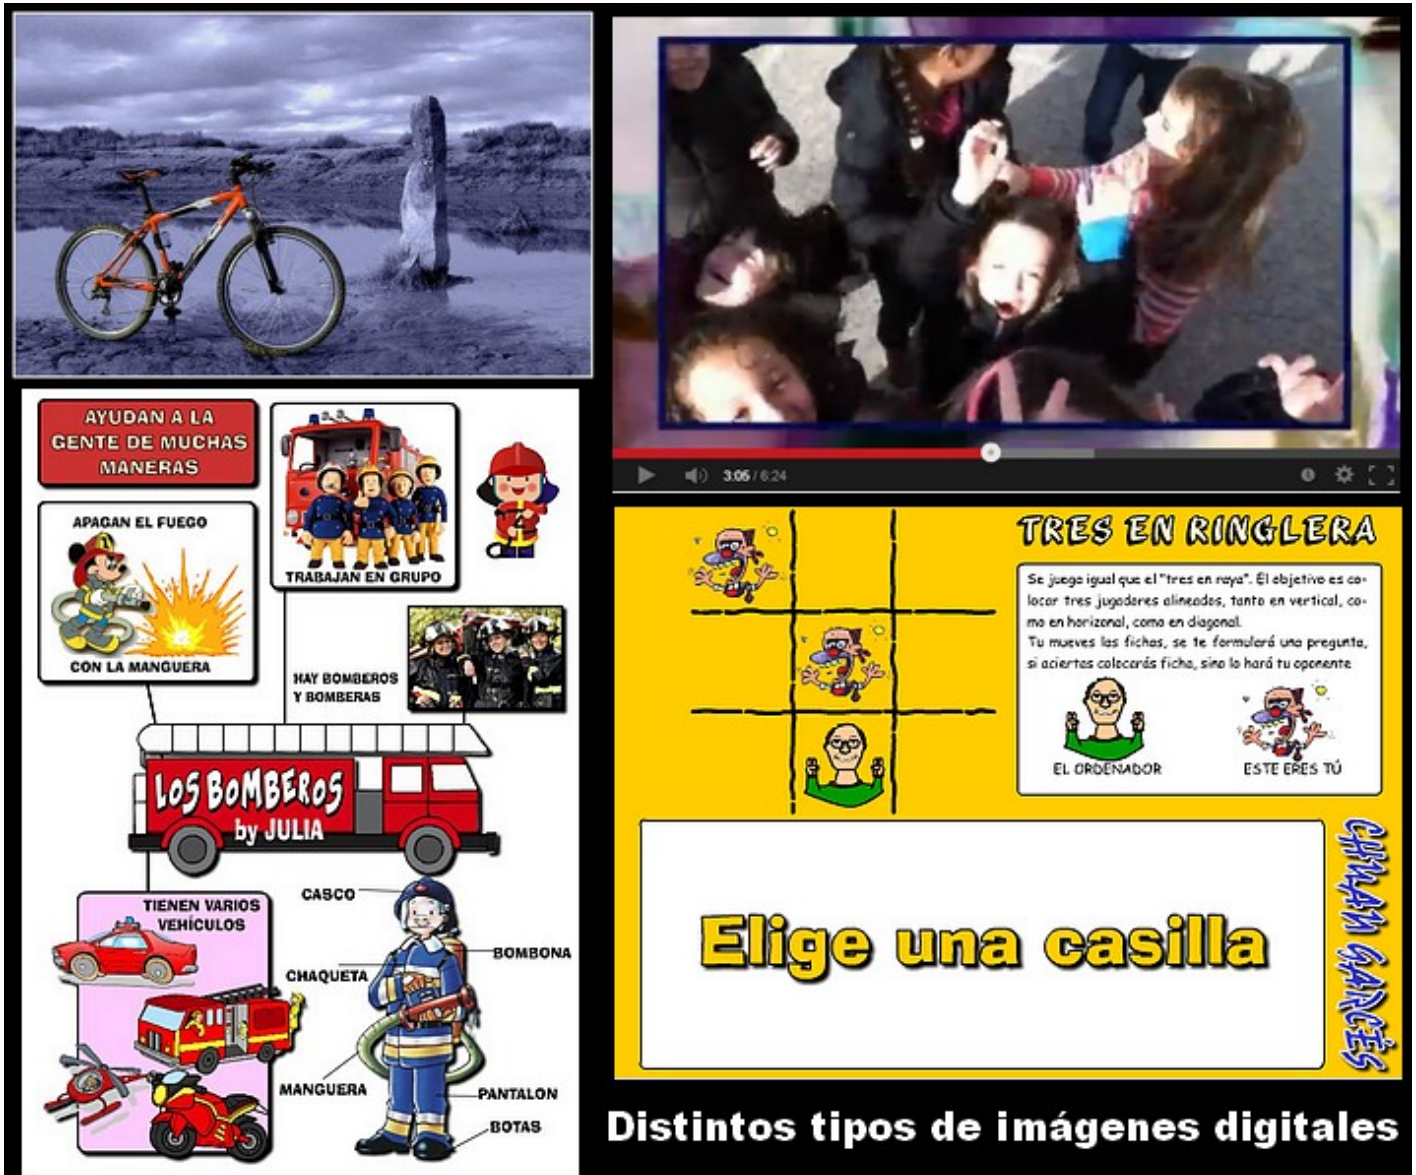 AYUDAN A LA
GENTE DE MUCHAS
MANERAS
APAGAN EL FUEGO
CON LA MANGUERA
TRABAJAN EN GRUPO
HAY BOMBEROS
Y BOMBERAS
LOS BOMBEROS
by JULIA
TIENEN VARIOS
VEHÍCULOS
CASCO
BOMBONA
CHAQUETA
MANGUERA
PANTALON
BOTAS
3:05 / 6:24
TRES EN RINGLERA
Se juega igual que el "tres en raya". El objetivo es co-
locar tres jugadores alineados, tanto en vertical, co-
mo en horizonal, como en diagonal.
Tu mueves las fichas, se te formulará una pregunta,
si aciertas colocarás ficha, sino lo hará tu oponente
EL ORDENADOR
ESTE ERES TÚ
Elige una casilla
CHUAN GARCÉS
Distintos tipos de imágenes digitales